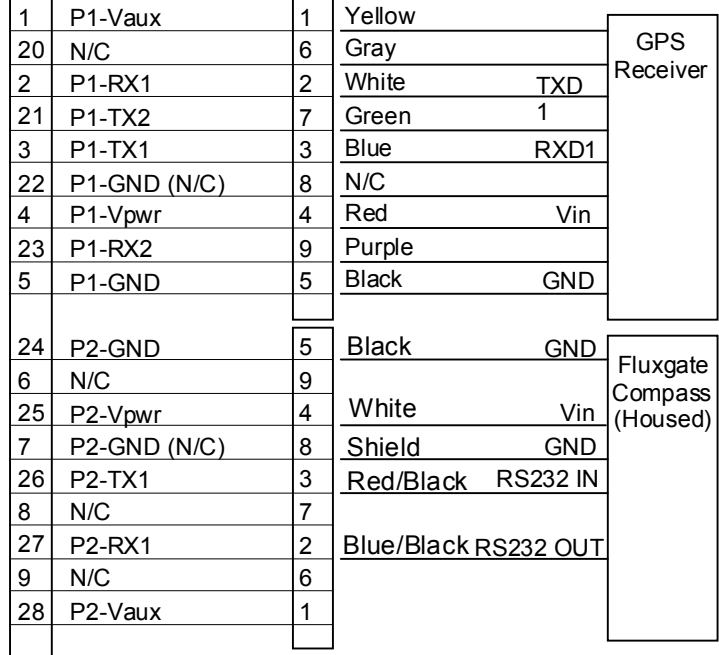 1 P1-Vaux 1 Yellow
20 N/C 6 Gray
2 P1-RX1 2 White TXD
21 P1-TX2 7 Green 1
3 P1-TX1 3 Blue RXD1
22 P1-GND (N/C) 8 N/C
4 P1-Vpwr 4 Red Vin
23 P1-RX2 9 Purple
5 P1-GND 5 Black GND
GPS
Receiver
24 P2-GND 5 Black GND
6 N/C 9
25 P2-Vpwr 4 White Vin
7 P2-GND (N/C) 8 Shield GND
26 P2-TX1 3 Red/Black RS232 IN
8 N/C 7
27 P2-RX1 2 Blue/Black RS232 OUT
9 N/C 6
28 P2-Vaux 1
Fluxgate
Compass
(Housed)